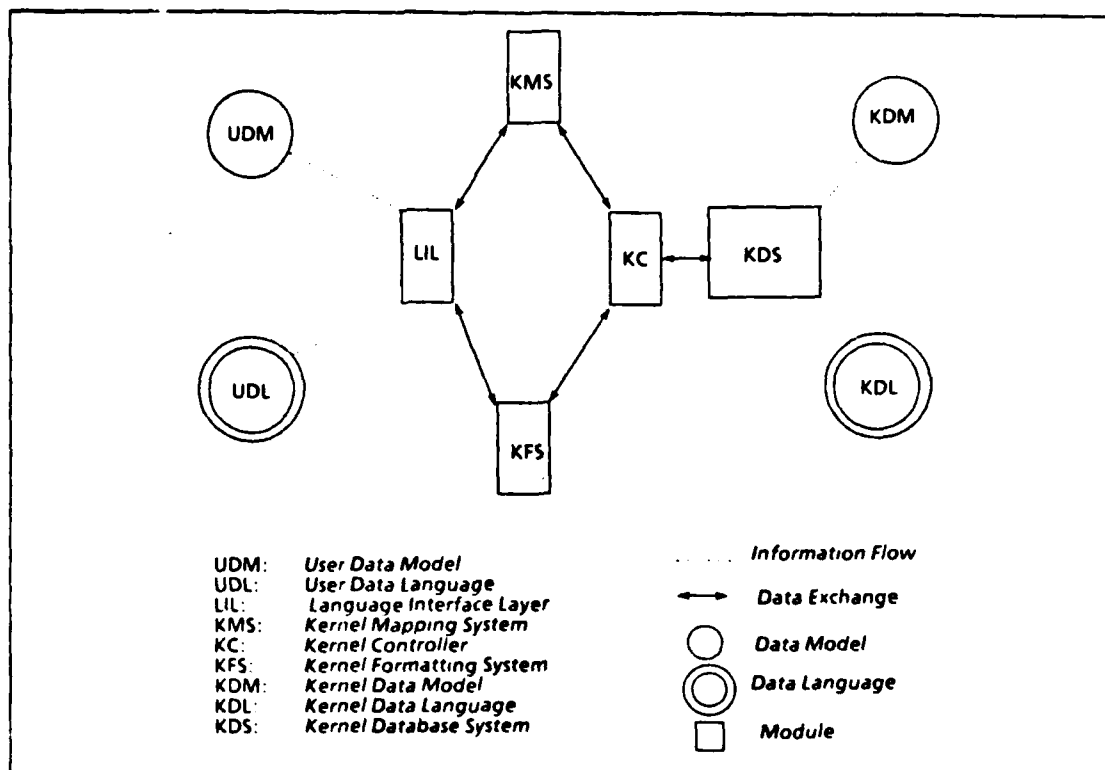 KMS
UDM
KDM
LIL
KC
KDS
UDL
KDL
KFS
UDM: User Data Model
UDL: User Data Language
LIL: Language Interface Layer
KMS: Kernel Mapping System
KC: Kernel Controller
KFS: Kernel Formatting System
KDM: Kernel Data Model
KDL: Kernel Data Language
KDS: Kernel Database System
Information Flow
Data Exchange
Data Model
Data Language
Module